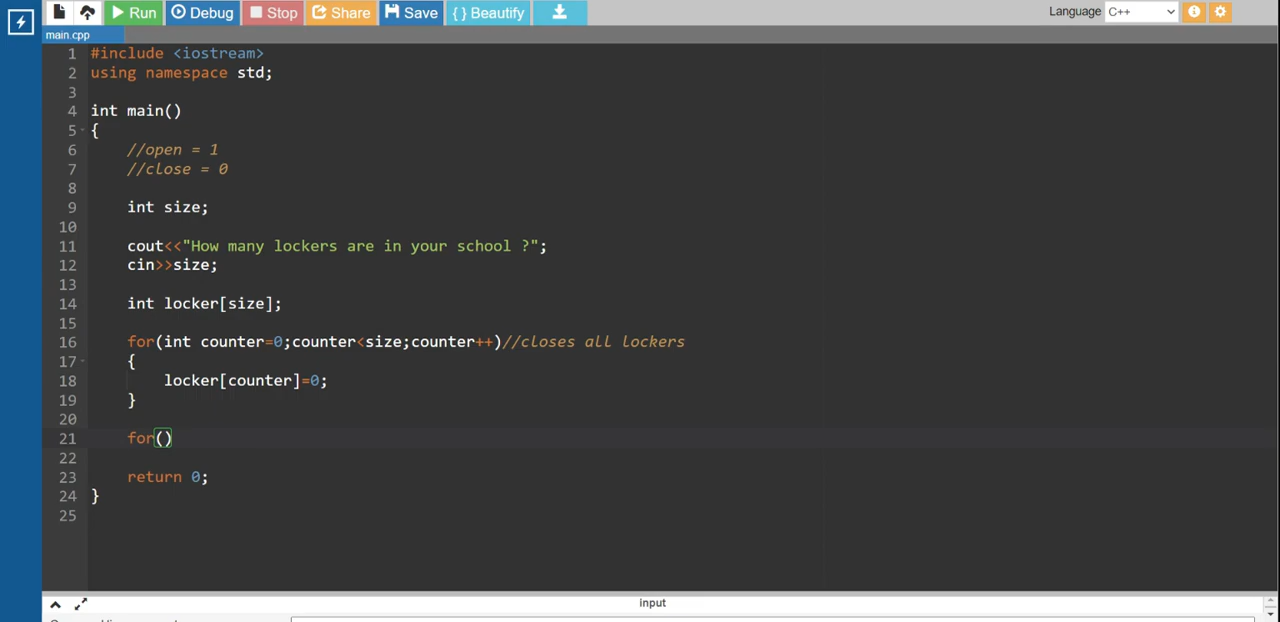 Run Debug Stop Share Save { } Beautify Language C++
main.cpp
1 #include <iostream>
2 using namespace std;
3
4 int main()
5 {
6 //open = 1
7 //close = 0
8
9 int size;
10
11 cout<<"How many lockers are in your school ?";
12 cin>>size;
13
14 int locker[size];
15
16 for(int counter=0;counter<size;counter++)//closes all lockers
17 {
18 locker[counter]=0;
19 }
20
21 for()
22
23 return 0;
24 }
25
input